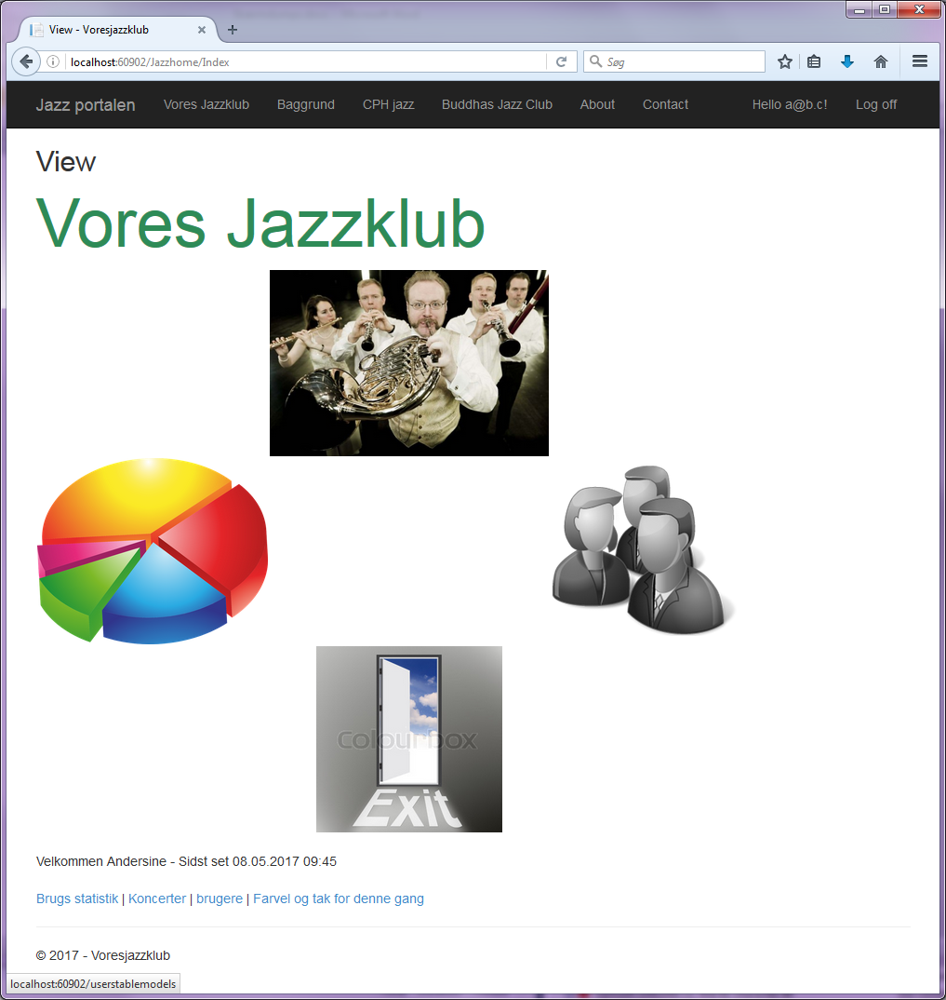 View - Voresjazzklub
localhost:60902/Jazzhome/Index
Søg
Jazz portalen Vores Jazzklub Baggrund CPH jazz Buddhas Jazz Club About Contact Hello a@b.c! Log off
View
Vores Jazzklub
Colourbox
Exit
Velkommen Andersine - Sidst set 08.05.2017 09:45
Brugs statistik | Koncerter | brugere | Farvel og tak for denne gang
© 2017 - Voresjazzklub
localhost:60902/userstablemodels